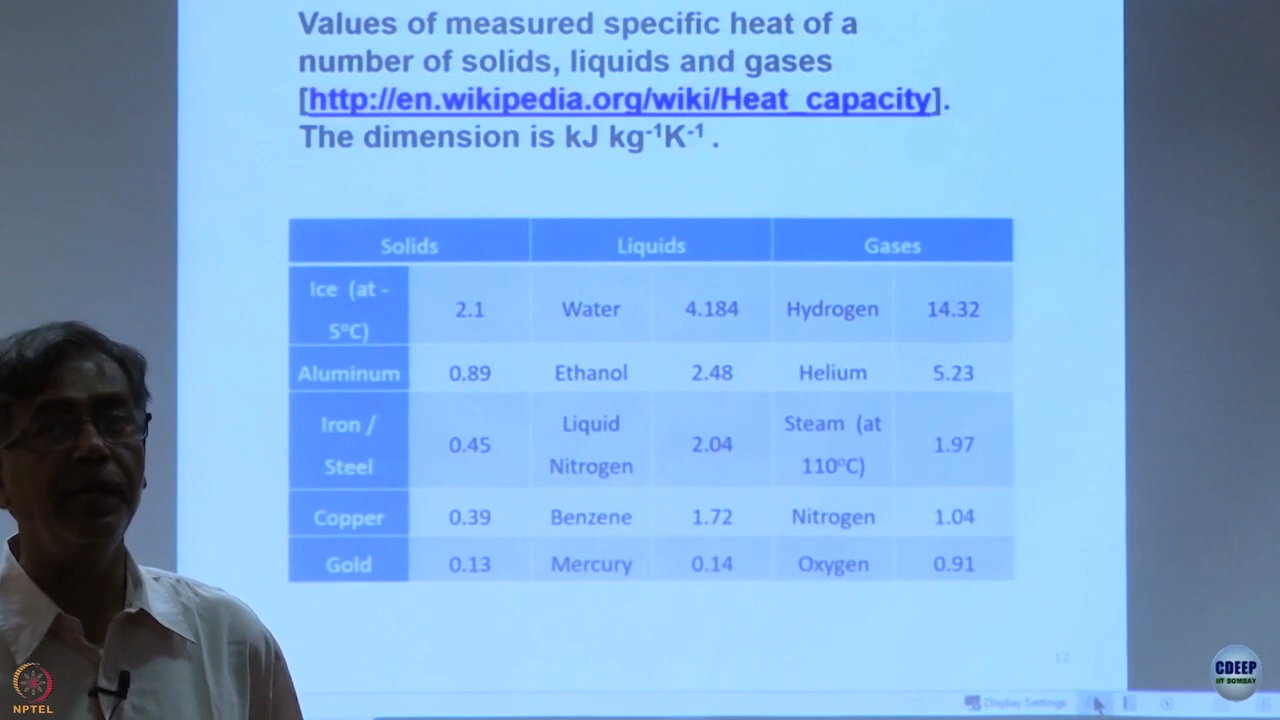 Values of measured specific heat of a
number of solids, liquids and gases
[http://en.wikipedia.org/wiki/Heat_capacity].
The dimension is kJ kg⁻¹K⁻¹ .
Solids Liquids Gases
Ice (at -
5°C) 2.1 Water 4.184 Hydrogen 14.32
Aluminum 0.89 Ethanol 2.48 Helium 5.23
Iron /
Steel 0.45 Liquid
Nitrogen 2.04 Steam (at
110°C) 1.97
Copper 0.39 Benzene 1.72 Nitrogen 1.04
Gold 0.13 Mercury 0.14 Oxygen 0.91
12
Display Settings
NPTEL
CDEEP
IIT BOMBAY